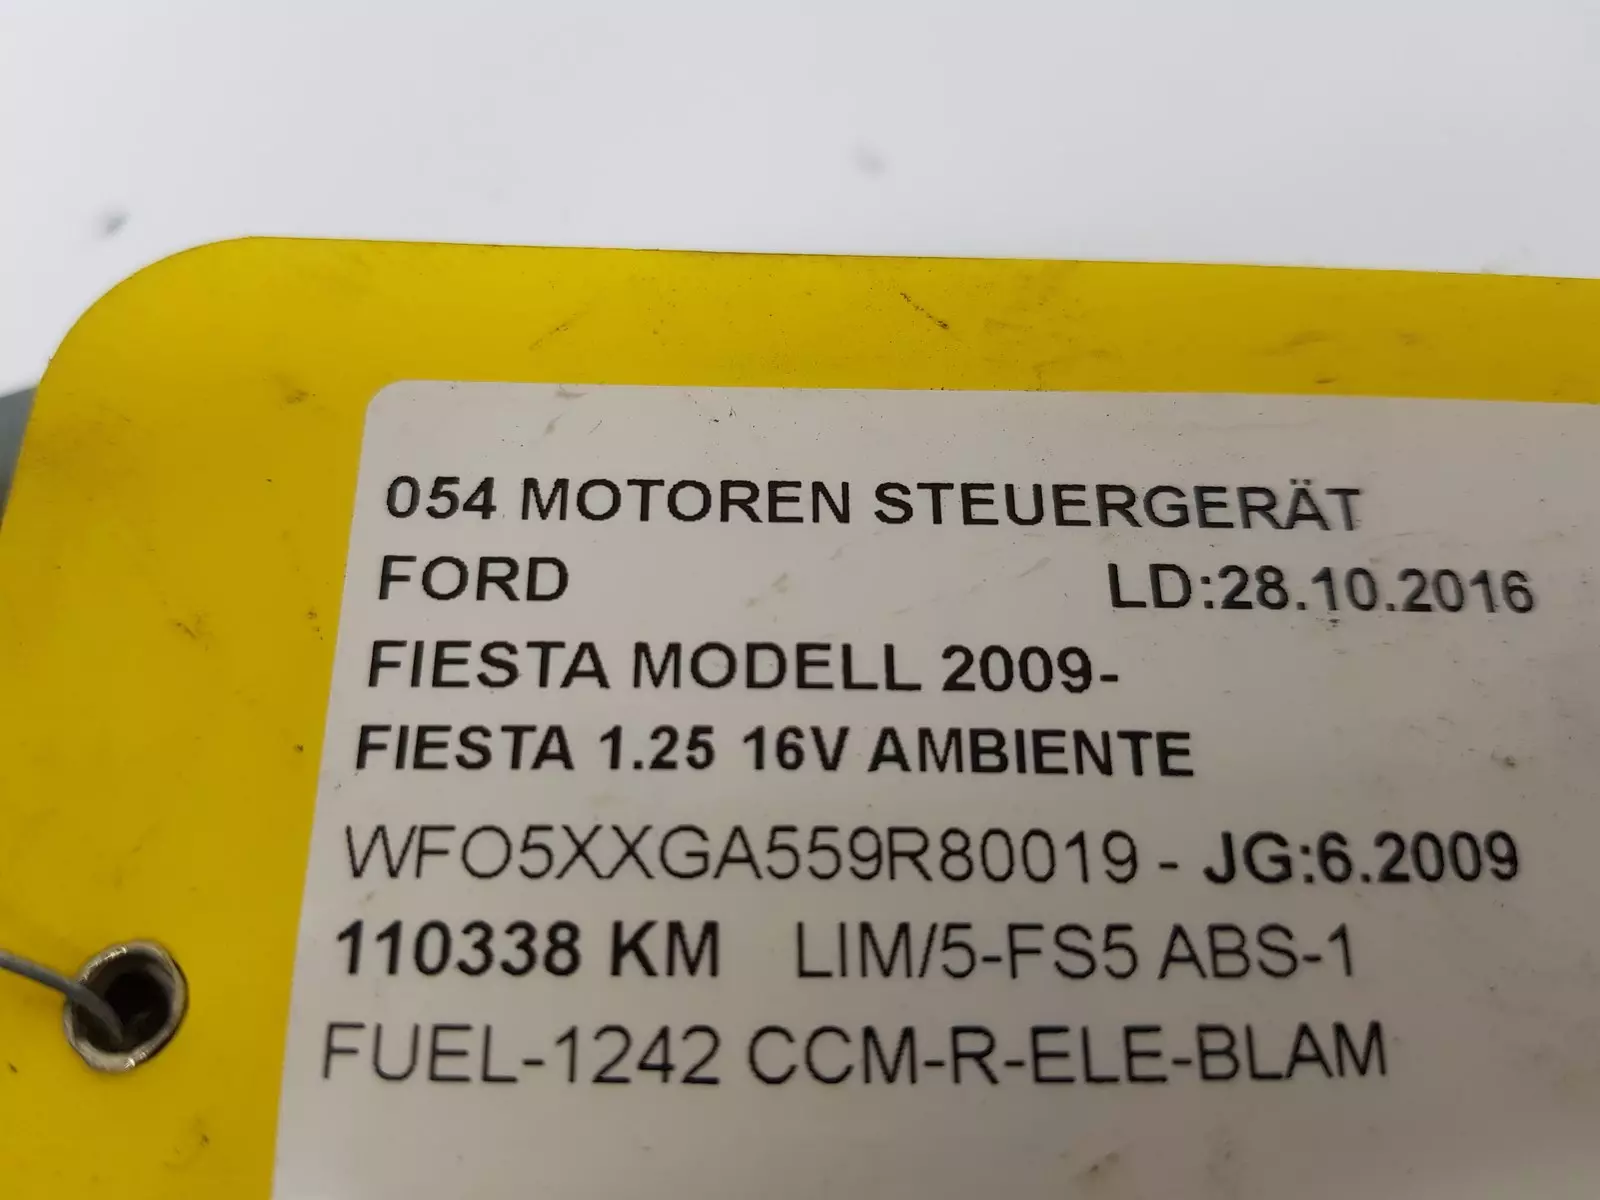 054 MOTOREN STEUERGERÄT
FORD LD:28.10.2016
FIESTA MODELL 2009-
FIESTA 1.25 16V AMBIENTE
WFO5XXGA559R80019 - JG:6.2009
110338 KM LIM/5-FS5 ABS-1
FUEL-1242 CCM-R-ELE-BLAM